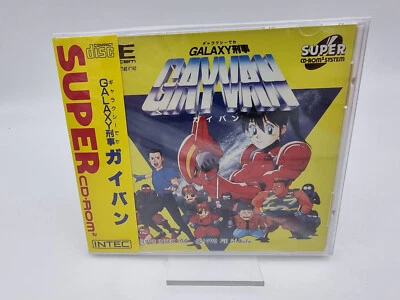 COMPACT
disc
SUPER CD-ROM²
ギャラクシーデカ
GALAXY刑事 ガイバン
INTEC
ギャラクシーデカ
GALAXY刑事
GAYVAN
ガイバン
SUPER
CD-ROM² SYSTEM